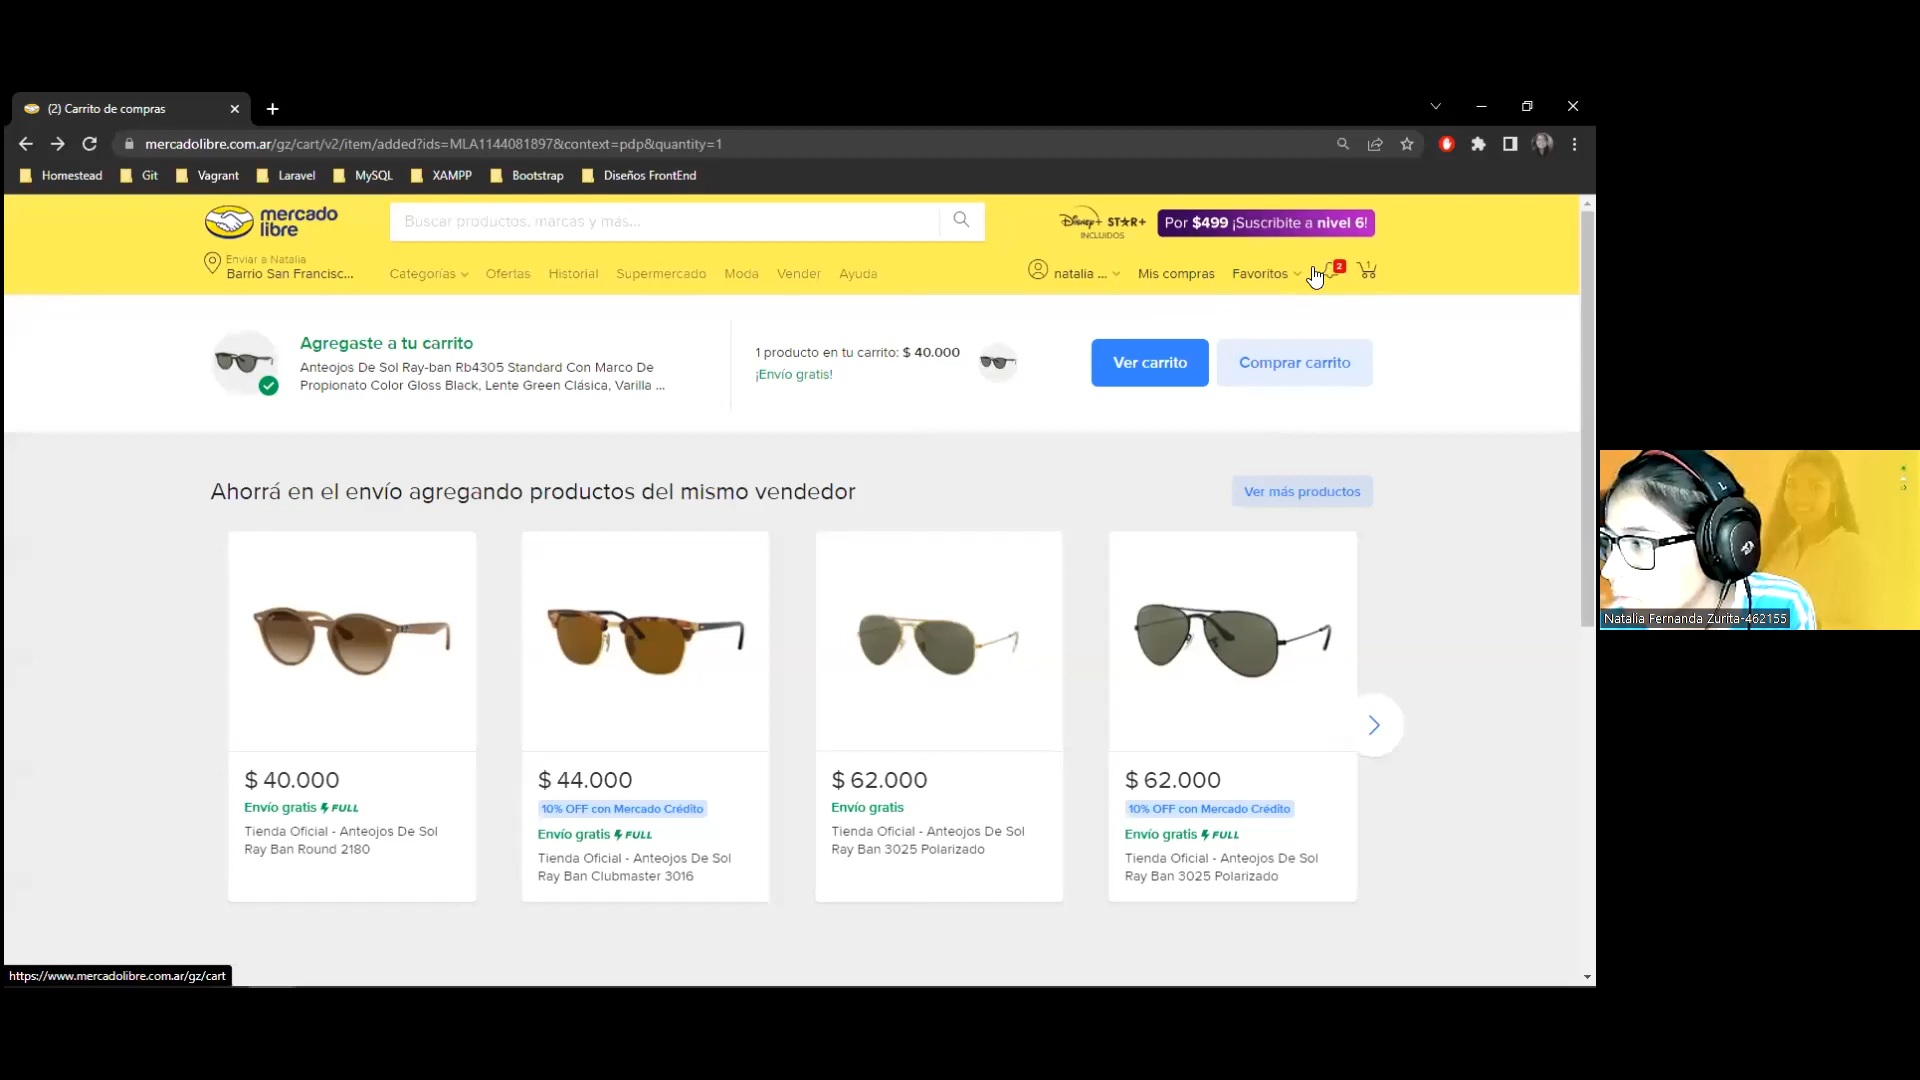 (2) Carrito de compras
mercadolibre.com.ar/gz/cart/v2/item/added?ids=MLA1144081897&context=pdp&quantity=1
Homestead Git Vagrant Laravel MySQL XAMPP Bootstrap Diseños FrontEnd
mercado
libre
Buscar productos, marcas y más...
Disney+ STAR+
INCLUIDOS
Por $499 ¡Suscribite a nivel 6!
Enviar a Natalia
Barrio San Francisc...
Categorías Ofertas Historial Supermercado Moda Vender Ayuda
natalia ... Mis compras Favoritos 2 1
Agregaste a tu carrito
Anteojos De Sol Ray-ban Rb4305 Standard Con Marco De
Propionato Color Gloss Black, Lente Green Clásica, Varilla ...
1 producto en tu carrito: $ 40.000
¡Envío gratis!
Ver carrito
Comprar carrito
Ahorrá en el envío agregando productos del mismo vendedor
Ver más productos
$ 40.000
Envío gratis FULL
Tienda Oficial - Anteojos De Sol
Ray Ban Round 2180
$ 44.000
10% OFF con Mercado Crédito
Envío gratis FULL
Tienda Oficial - Anteojos De Sol
Ray Ban Clubmaster 3016
$ 62.000
Envío gratis
Tienda Oficial - Anteojos De Sol
Ray Ban 3025 Polarizado
$ 62.000
10% OFF con Mercado Crédito
Envío gratis FULL
Tienda Oficial - Anteojos De Sol
Ray Ban 3025 Polarizado
https://www.mercadolibre.com.ar/gz/cart
L
Natalia Fernanda Zurita-462155